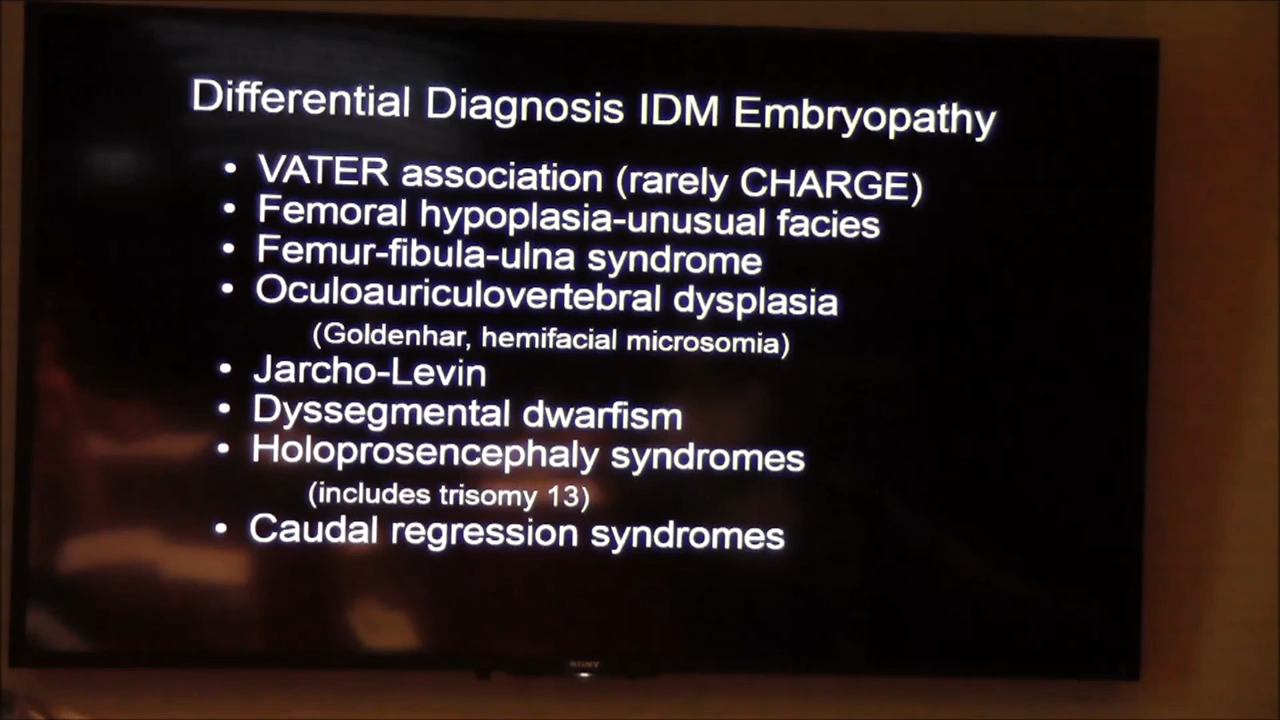 Differential Diagnosis IDM Embryopathy
• VATER association (rarely CHARGE)
• Femoral hypoplasia-unusual facies
• Femur-fibula-ulna syndrome
• Oculoauriculovertebral dysplasia
(Goldenhar, hemifacial microsomia)
• Jarcho-Levin
• Dyssegmental dwarfism
• Holoprosencephaly syndromes
(includes trisomy 13)
• Caudal regression syndromes
SONY